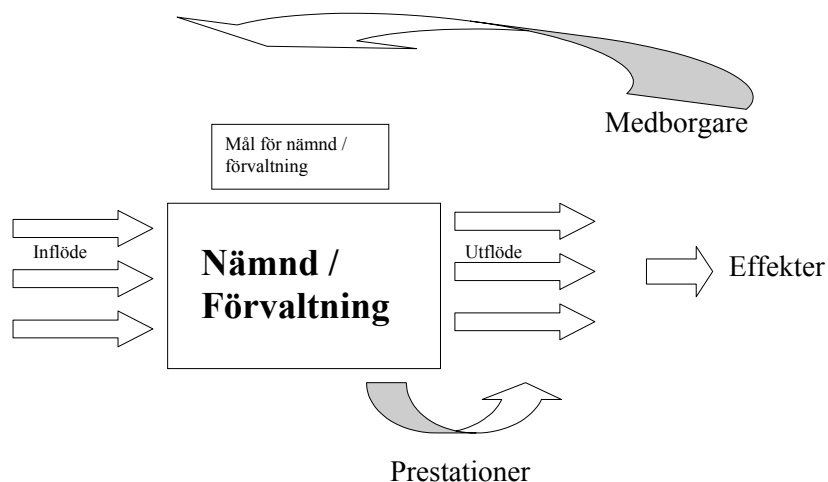 Medborgare
Mål för nämnd /
förvaltning
Inflöde
Nämnd /
Förvaltning
Utflöde
Effekter
Prestationer